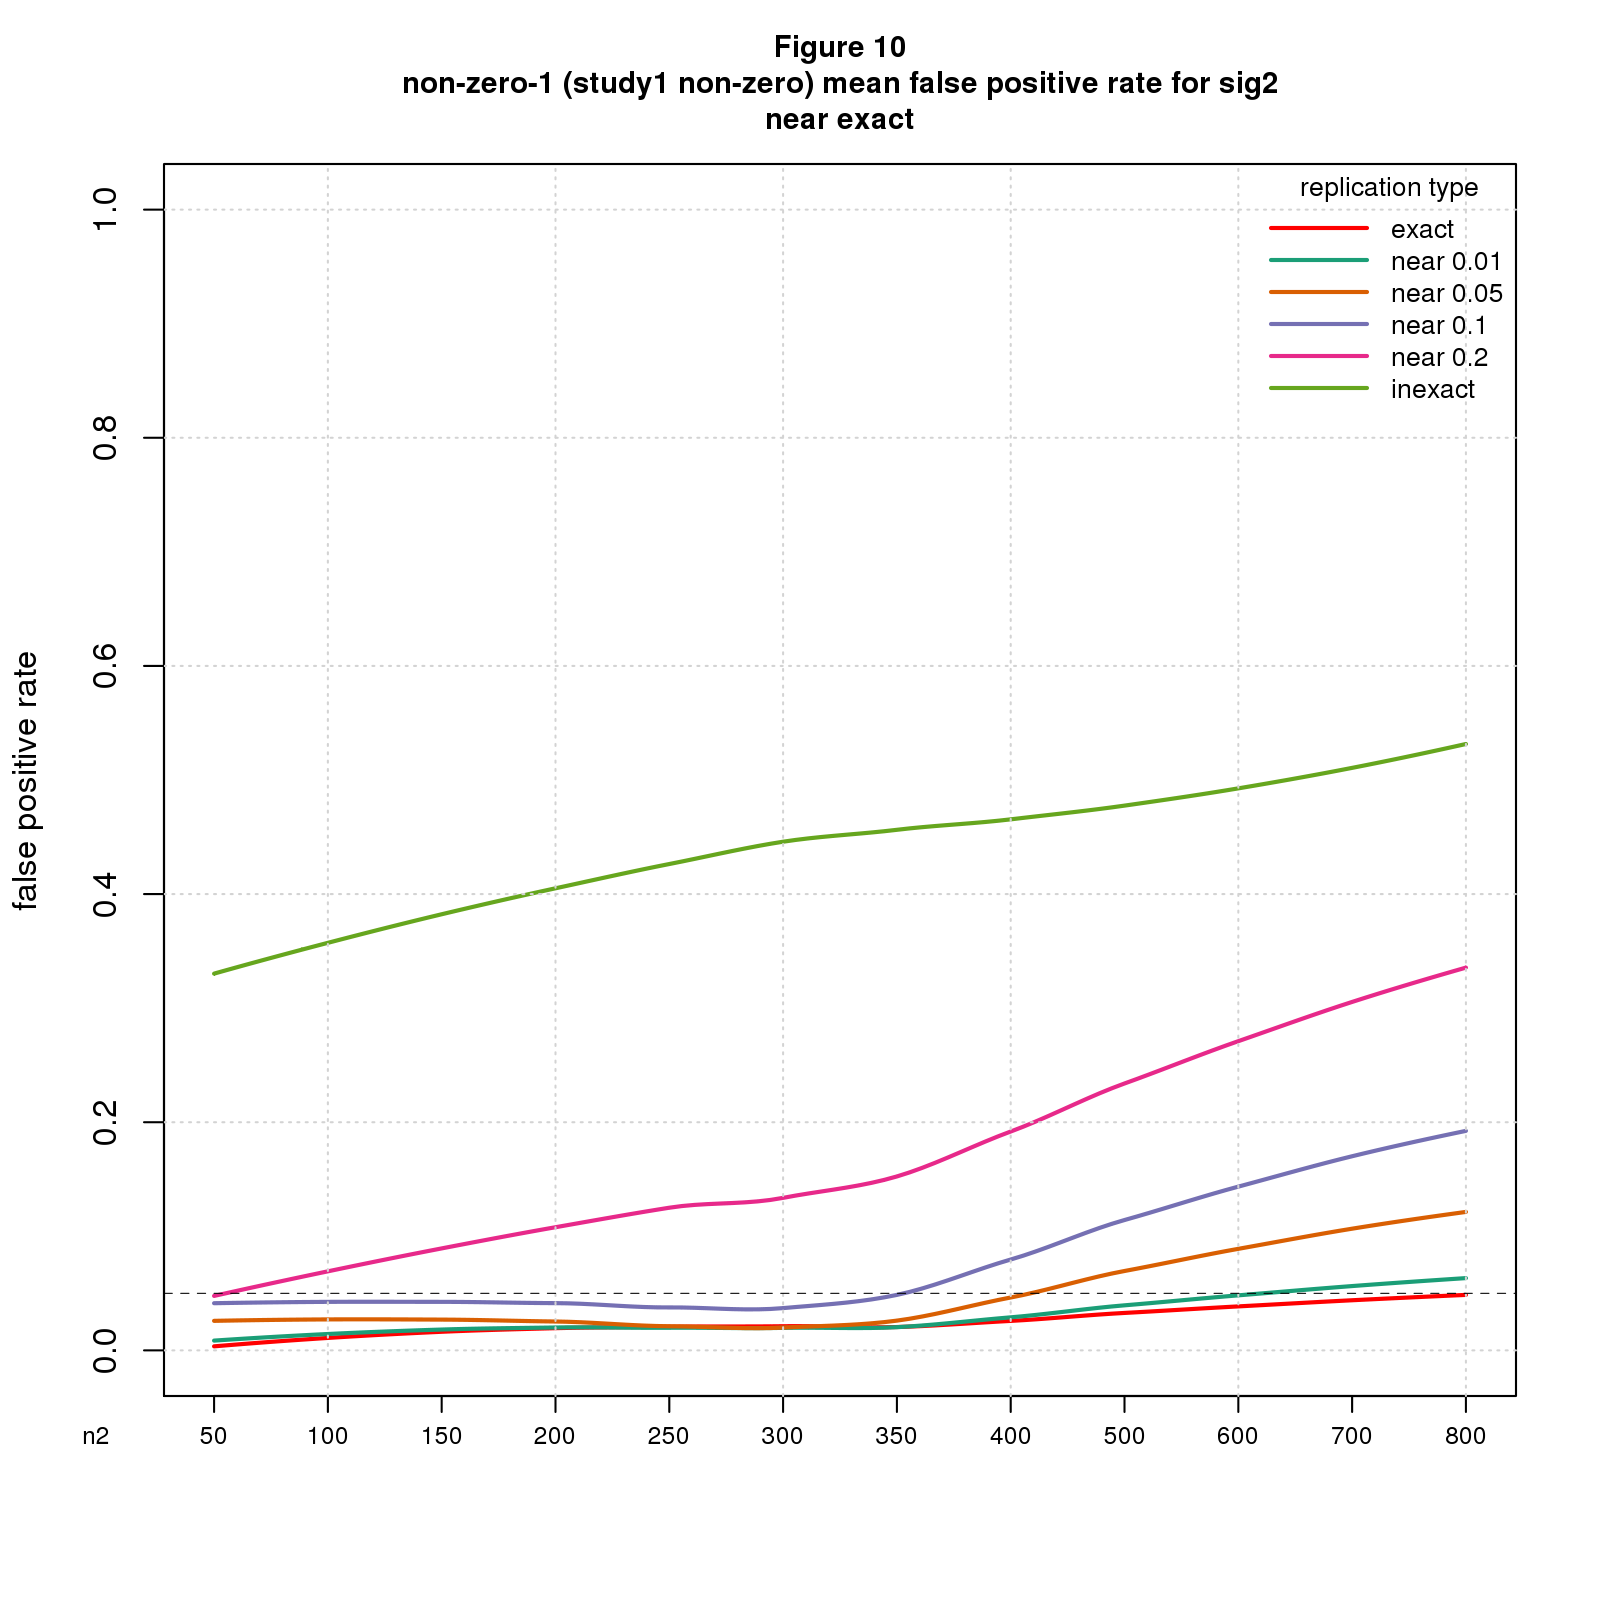 Figure 10
non-zero-1 (study1 non-zero) mean false positive rate for sig2
near exact
replication type
exact
near 0.01
near 0.05
near 0.1
near 0.2
inexact
false positive rate
1.0
0.8
0.6
0.4
0.2
0.0
n2 50 100 150 200 250 300 350 400 500 600 700 800